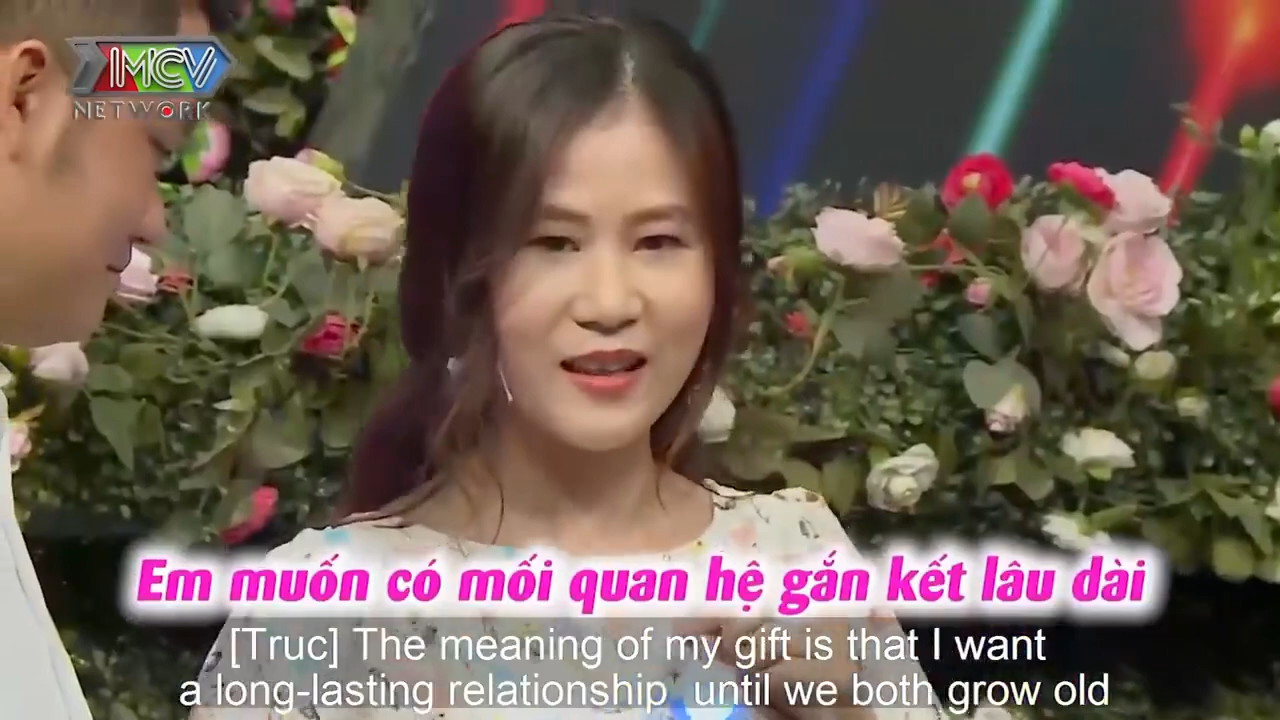 MCV
NETWORK
Em muốn có mối quan hệ gắn kết lâu dài
[Truc] The meaning of my gift is that I want
a long-lasting relationship until we both grow old